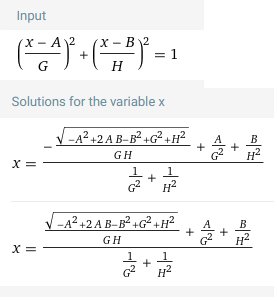 Input
((x − A)/G)² + ((x − B)/H)² = 1
Solutions for the variable x
x = (−√(−A²+2 A B−B²+G²+H²)/(G H) + A/G² + B/H²)/(1/G² + 1/H²)
x = (√(−A²+2 A B−B²+G²+H²)/(G H) + A/G² + B/H²)/(1/G² + 1/H²)